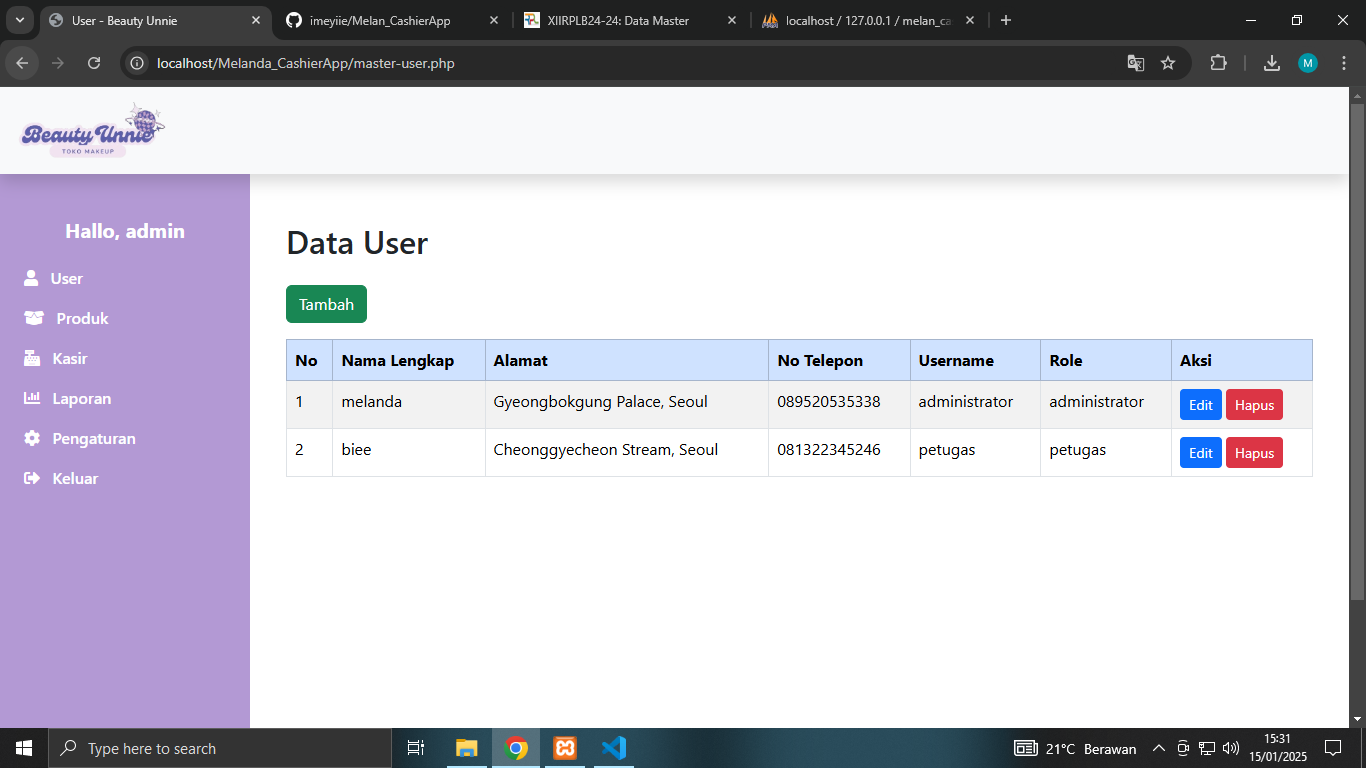 User - Beauty Unnie
imeyiie/Melan_CashierApp
XIIRPLB24-24: Data Master
localhost / 127.0.0.1 / melan_ca
localhost/Melanda_CashierApp/master-user.php
M
Beauty Unnie
TOKO MAKEUP
Hallo, admin
User
Produk
Kasir
Laporan
Pengaturan
Keluar
Data User
Tambah
No Nama Lengkap Alamat No Telepon Username Role Aksi
1 melanda Gyeongbokgung Palace, Seoul 089520535338 administrator administrator Edit Hapus
2 biee Cheonggyecheon Stream, Seoul 081322345246 petugas petugas Edit Hapus
Type here to search
21°C Berawan
15:31
15/01/2025